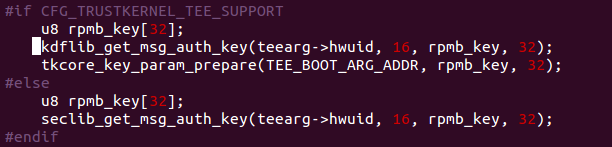 #if CFG_TRUSTKERNEL_TEE_SUPPORT
    u8 rpmb_key[32];
    kdflib_get_msg_auth_key(teearg->hwuid, 16, rpmb_key, 32);
    tkcore_key_param_prepare(TEE_BOOT_ARG_ADDR, rpmb_key, 32);
#else
    u8 rpmb_key[32];
    seclib_get_msg_auth_key(teearg->hwuid, 16, rpmb_key, 32);
#endif